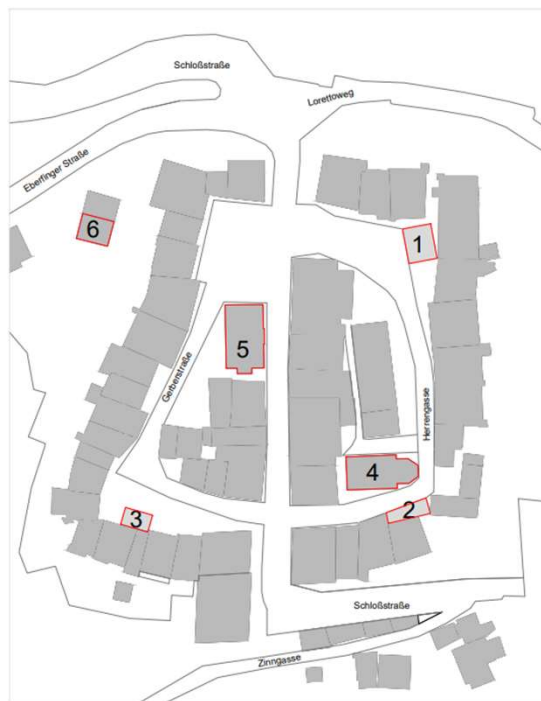 Schloßstraße
Lorettoweg
Eberfinger Straße
6
1
5
Gerberstraße
Herrengasse
4
2
3
Schloßstraße
Zinngasse